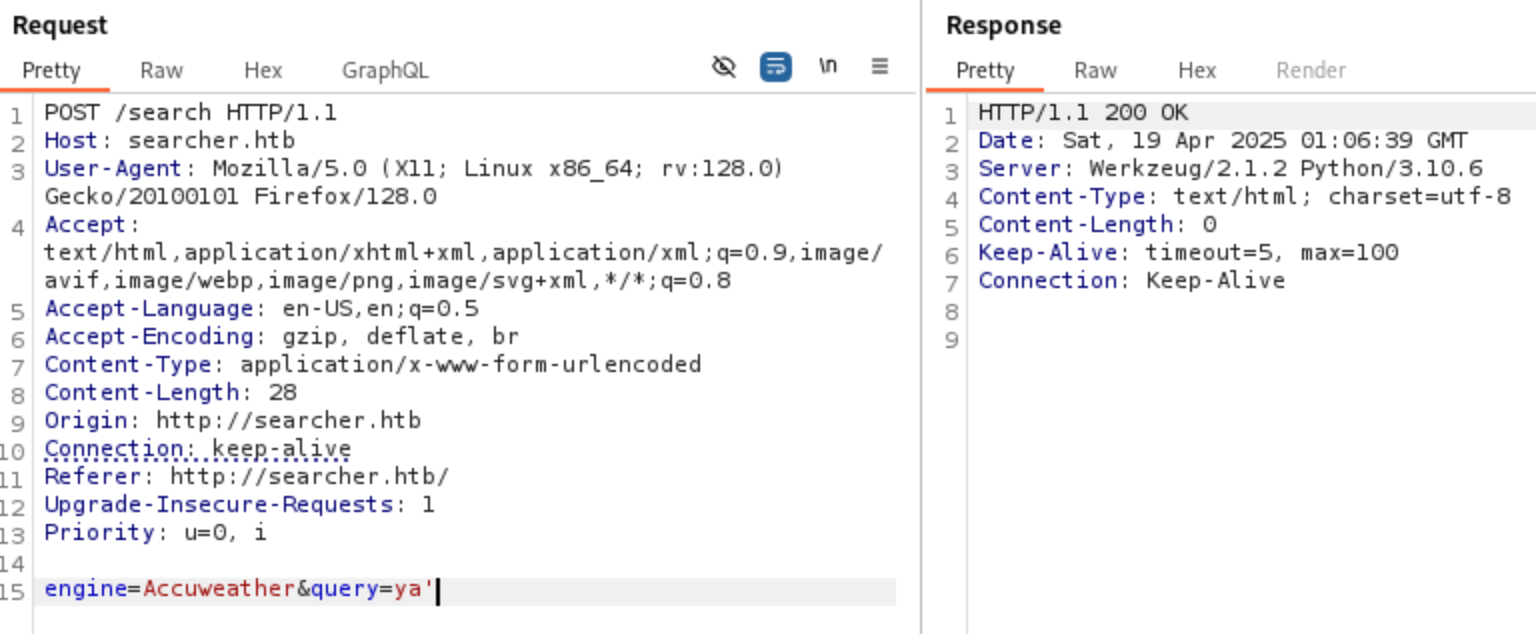 Request
Pretty Raw Hex GraphQL \n
1 POST /search HTTP/1.1
2 Host: searcher.htb
3 User-Agent: Mozilla/5.0 (X11; Linux x86_64; rv:128.0)
Gecko/20100101 Firefox/128.0
4 Accept:
text/html,application/xhtml+xml,application/xml;q=0.9,image/
avif,image/webp,image/png,image/svg+xml,*/*;q=0.8
5 Accept-Language: en-US,en;q=0.5
6 Accept-Encoding: gzip, deflate, br
7 Content-Type: application/x-www-form-urlencoded
8 Content-Length: 28
9 Origin: http://searcher.htb
10 Connection: keep-alive
11 Referer: http://searcher.htb/
12 Upgrade-Insecure-Requests: 1
13 Priority: u=0, i
14
15 engine=Accuweather&query=ya'
Response
Pretty Raw Hex Render
1 HTTP/1.1 200 OK
2 Date: Sat, 19 Apr 2025 01:06:39 GMT
3 Server: Werkzeug/2.1.2 Python/3.10.6
4 Content-Type: text/html; charset=utf-8
5 Content-Length: 0
6 Keep-Alive: timeout=5, max=100
7 Connection: Keep-Alive
8
9